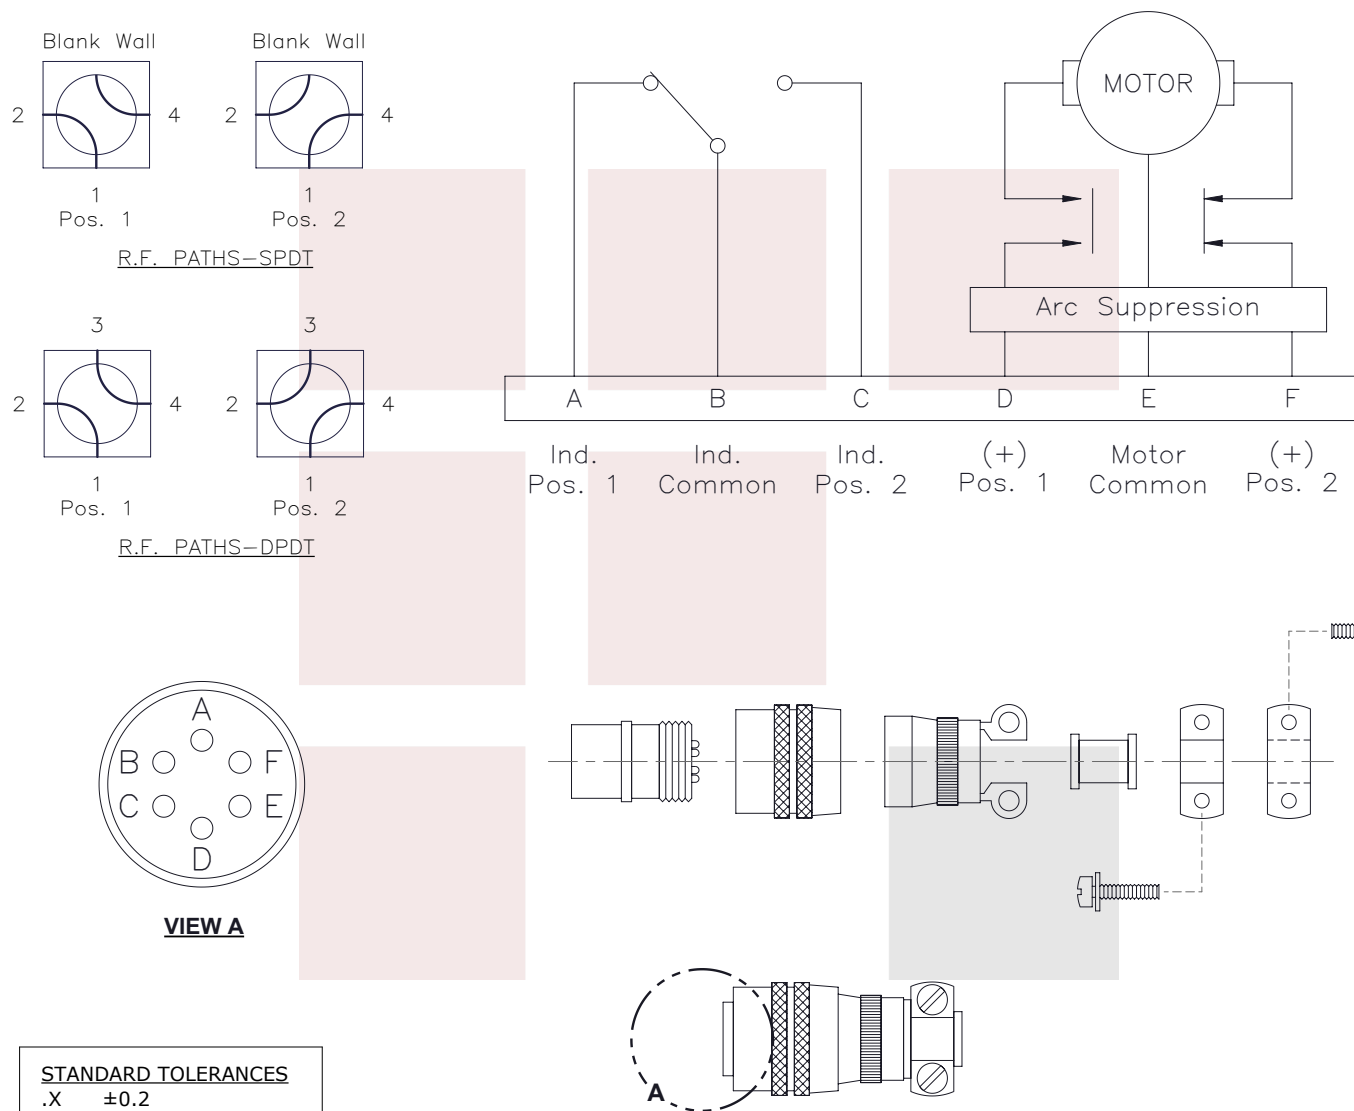 Blank Wall
2 4
1
Pos. 1
Blank Wall
2 4
1
Pos. 2
R.F. PATHS-SPDT
3
2 4
1
Pos. 1
3
2 4
1
Pos. 2
R.F. PATHS-DPDT
MOTOR
Arc Suppression
A B C D E F
Ind.
Pos. 1
Ind.
Common
Ind.
Pos. 2
(+)
Pos. 1
Motor
Common
(+)
Pos. 2
A
B F
C E
D
VIEW A
A
STANDARD TOLERANCES
.X ±0.2